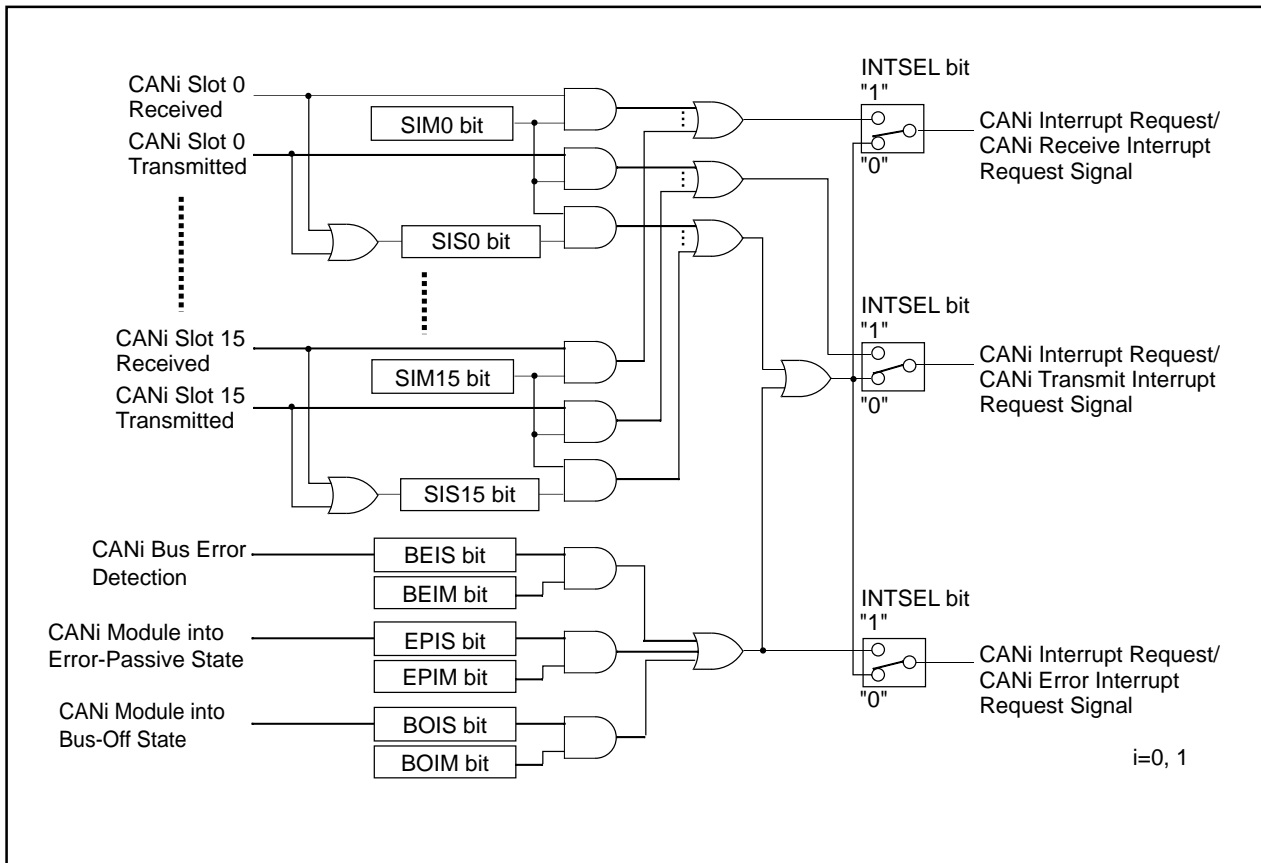 CANi Slot 0
Received
CANi Slot 0
Transmitted
SIM0 bit
SIS0 bit
CANi Slot 15
Received
CANi Slot 15
Transmitted
SIM15 bit
SIS15 bit
CANi Bus Error
Detection
BEIS bit
BEIM bit
CANi Module into
Error-Passive State
EPIS bit
EPIM bit
CANi Module into
Bus-Off State
BOIS bit
BOIM bit
INTSEL bit
"1"
"0"
CANi Interrupt Request/
CANi Receive Interrupt
Request Signal
INTSEL bit
"1"
"0"
CANi Interrupt Request/
CANi Transmit Interrupt
Request Signal
INTSEL bit
"1"
"0"
CANi Interrupt Request/
CANi Error Interrupt
Request Signal
i=0, 1